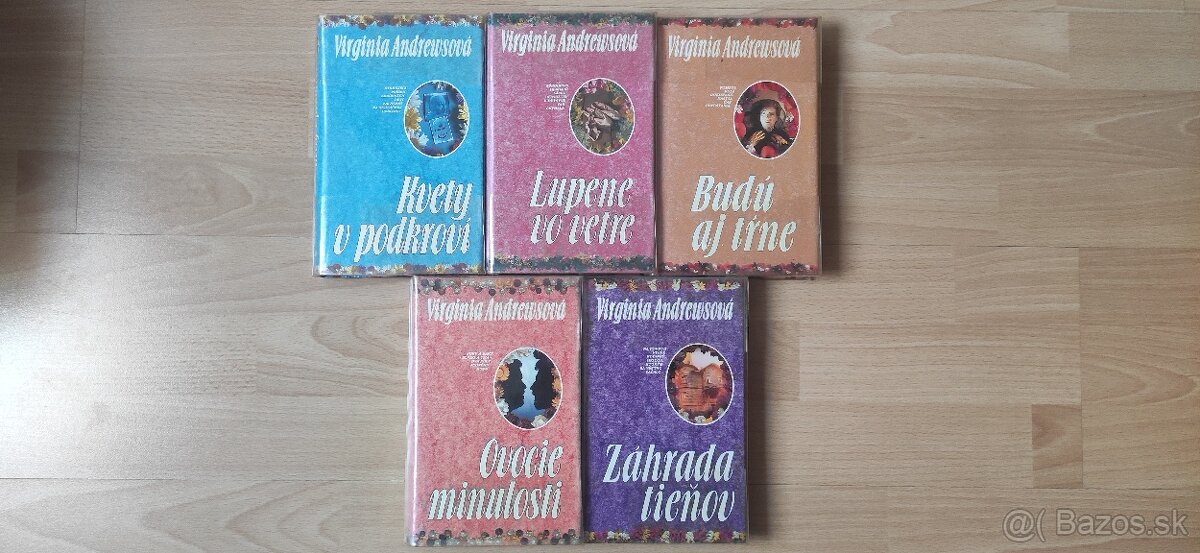 Virginia Andrewsová
Kvety
v podkroví
Virginia Andrewsová
Lupene
vo vetre
Virginia Andrewsová
Budú
aj tŕne
Virginia Andrewsová
Ovocie
minulosti
Virginia Andrewsová
Záhrada
tieňov
@( Bazos.sk